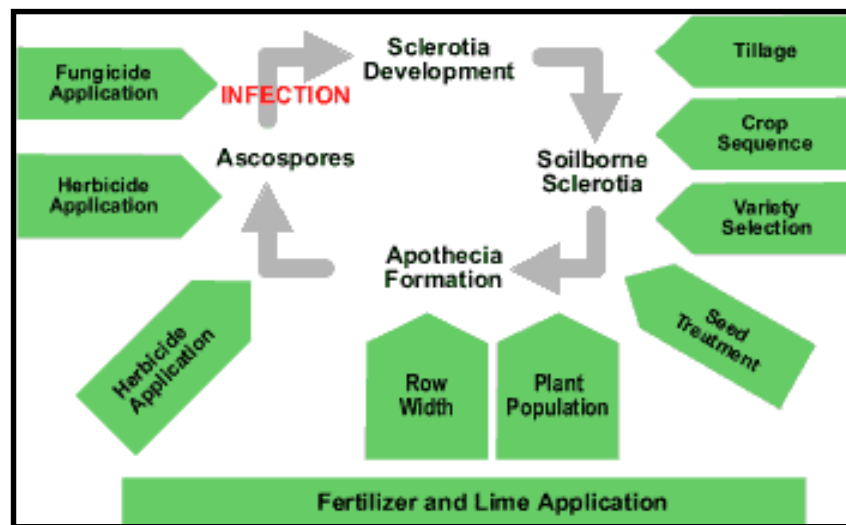 Fungicide
Application
INFECTION
Sclerotia
Development
Tillage
Herbicide
Application
Ascospores
Soilborne
Sclerotia
Crop
Sequence
Variety
Selection
Apothecia
Formation
Herbicide
Application
Row
Width
Plant
Population
Seed
Treatment
Fertilizer and Lime Application